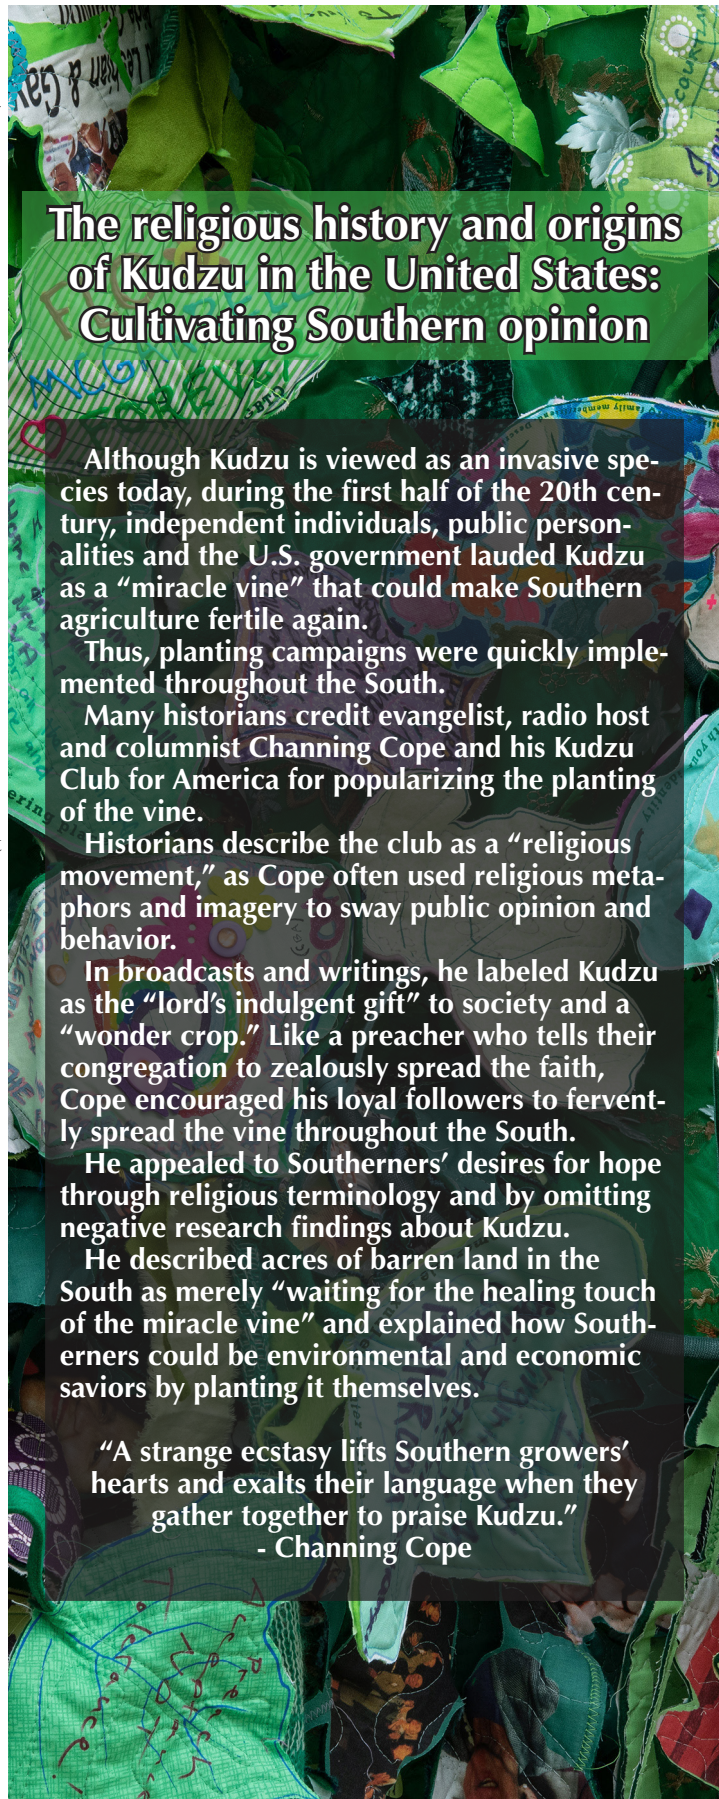 Lesbian & Gay
COURTLAN
The religious history and origins
of Kudzu in the United States:
Cultivating Southern opinion
MCGARRELL
FOREVER
LGBTQ
family members
Although Kudzu is viewed as an invasive spe-
cies today, during the first half of the 20th cen-
tury, independent individuals, public person-
alities and the U.S. government lauded Kudzu
as a “miracle vine” that could make Southern
agriculture fertile again.
Thus, planting campaigns were quickly imple-
mented throughout the South.
Many historians credit evangelist, radio host
and columnist Channing Cope and his Kudzu
Club for America for popularizing the planting
of the vine.
Historians describe the club as a “religious
movement,” as Cope often used religious meta-
phors and imagery to sway public opinion and
behavior.
In broadcasts and writings, he labeled Kudzu
as the “lord’s indulgent gift” to society and a
“wonder crop.” Like a preacher who tells their
congregation to zealously spread the faith,
Cope encouraged his loyal followers to fervent-
ly spread the vine throughout the South.
He appealed to Southerners’ desires for hope
through religious terminology and by omitting
negative research findings about Kudzu.
He described acres of barren land in the
South as merely “waiting for the healing touch
of the miracle vine” and explained how South-
erners could be environmental and economic
saviors by planting it themselves.
“A strange ecstasy lifts Southern growers’
hearts and exalts their language when they
gather together to praise Kudzu.”
- Channing Cope
Preach
Not
Tolerance!